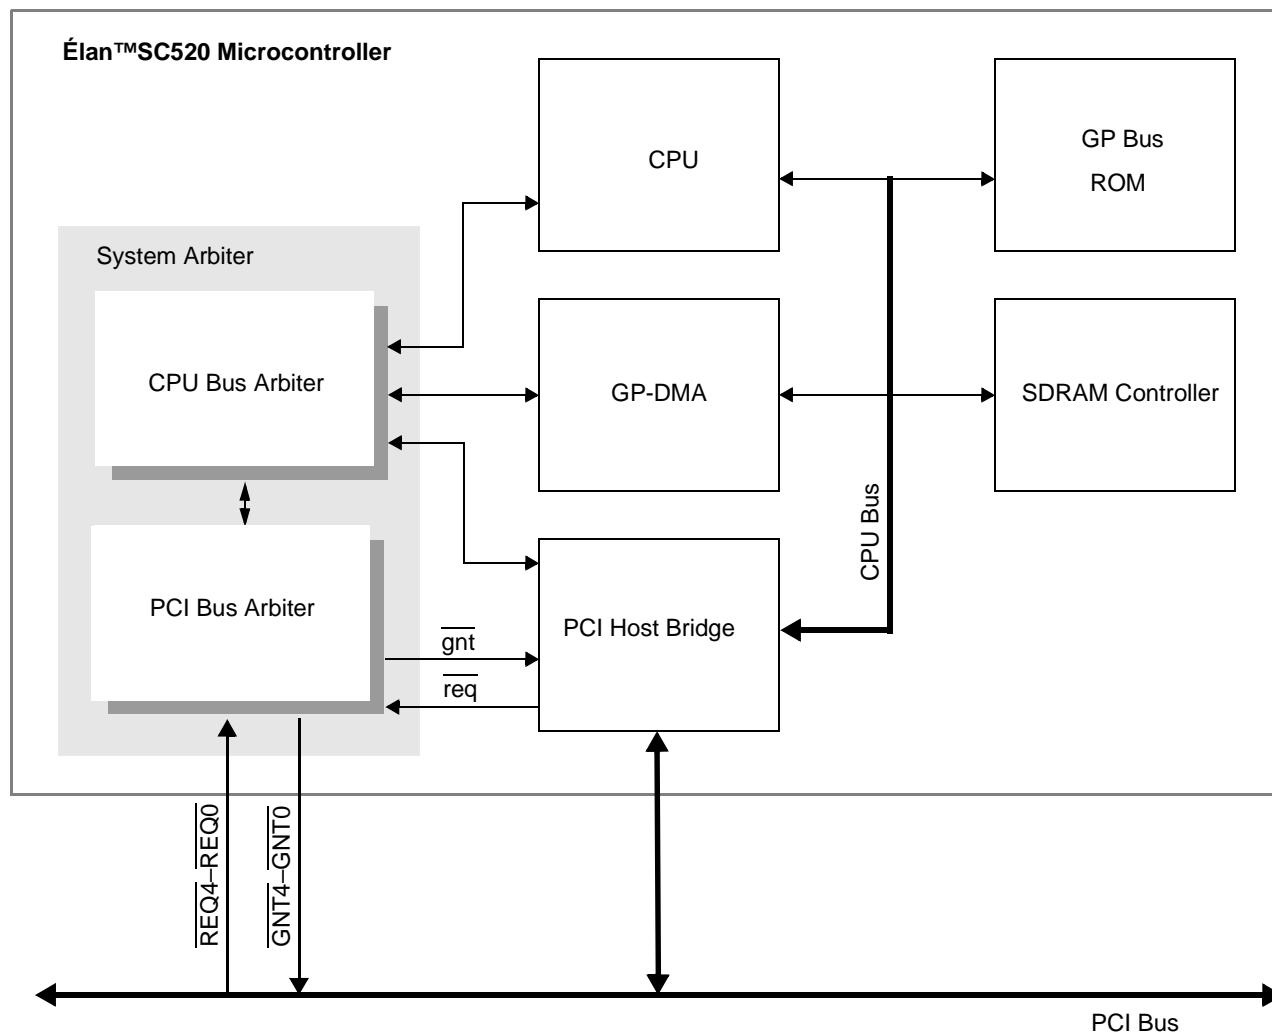 Élan™SC520 Microcontroller
CPU
GP Bus
ROM
System Arbiter
CPU Bus Arbiter
GP-DMA
SDRAM Controller
CPU Bus
PCI Bus Arbiter
PCI Host Bridge
gnt
req
REQ4–REQ0
GNT4–GNT0
PCI Bus